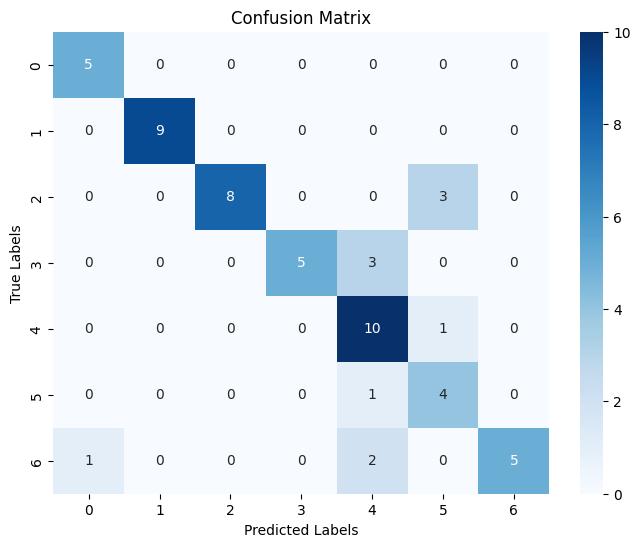 Confusion Matrix
True Labels
0 5 0 0 0 0 0 0
1 0 9 0 0 0 0 0
2 0 0 8 0 0 3 0
3 0 0 0 5 3 0 0
4 0 0 0 0 10 1 0
5 0 0 0 0 1 4 0
6 1 0 0 0 2 0 5
0 1 2 3 4 5 6
Predicted Labels
10
8
6
4
2
0